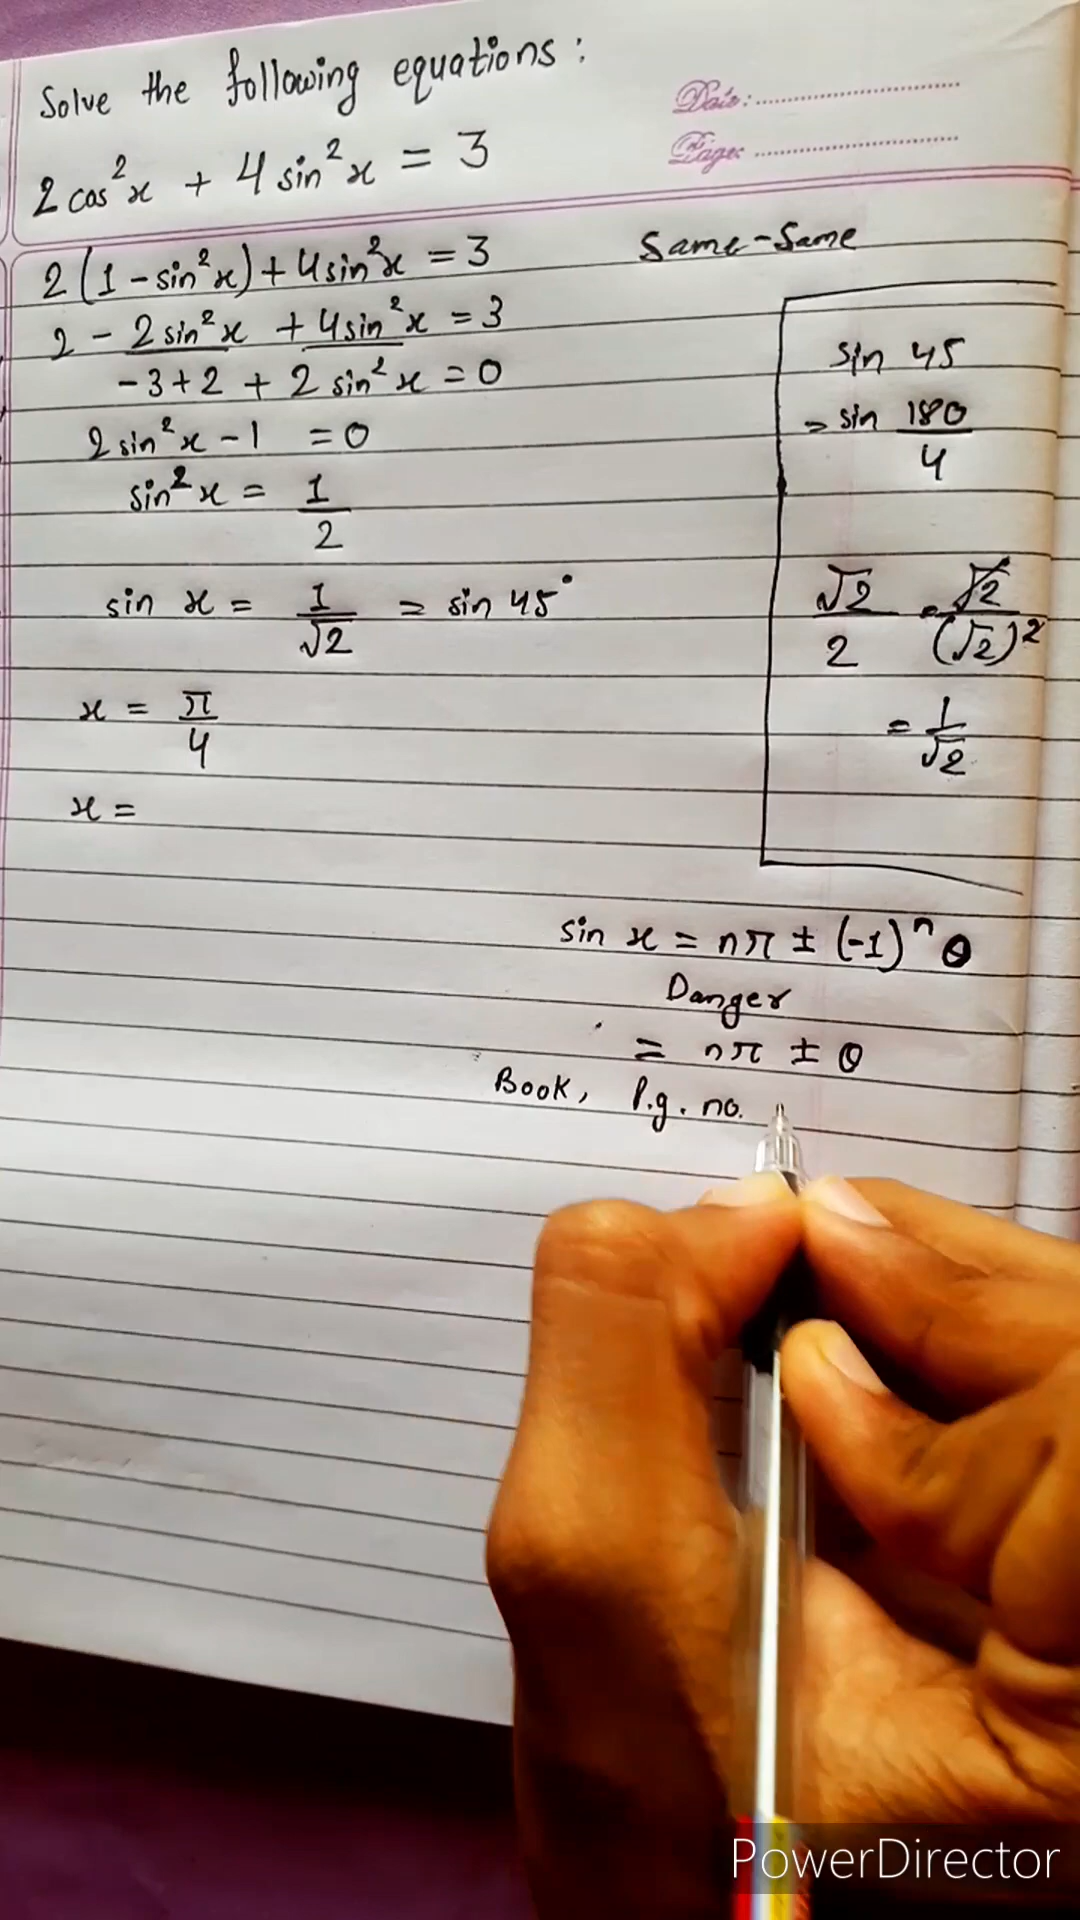 Solve the following equations:
Date:
Page:
2 cos²x + 4 sin²x = 3
2(1 - sin²x) + 4sin²x = 3
2 - 2 sin²x + 4 sin²x = 3
-3 + 2 + 2 sin²x = 0
2 sin²x - 1 = 0
sin²x = 1/2
sin x = 1/√2 = sin 45°
x = π/4
x =
Same-Same
sin 45
= sin 180/4
√2/2 = √2/(√2)²
= 1/√2
sin x = nπ ± (-1)ⁿ θ
Danger
= nπ ± θ
Book, P.g. no.
PowerDirector